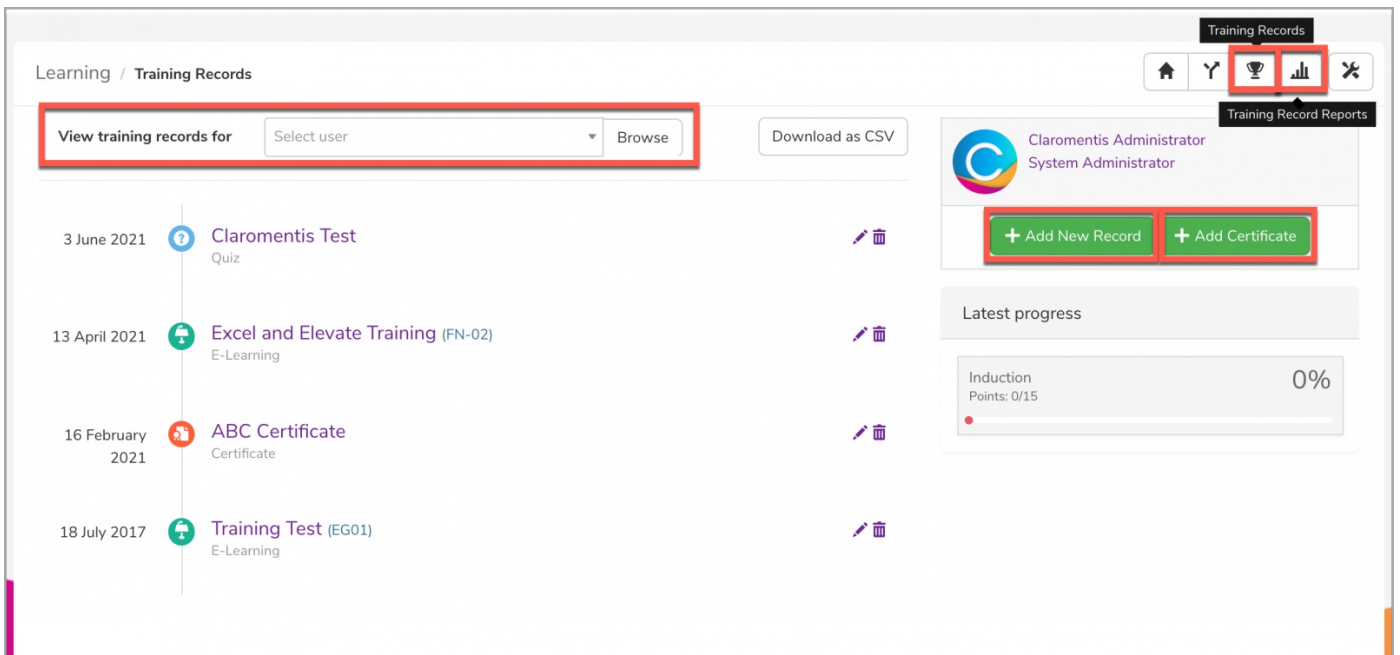 Training Records
Learning / Training Records
Training Record Reports
View training records for Select user Browse Download as CSV
Claromentis Administrator
System Administrator
+ Add New Record + Add Certificate
3 June 2021 Claromentis Test
Quiz
13 April 2021 Excel and Elevate Training (FN-02)
E-Learning
16 February 2021 ABC Certificate
Certificate
18 July 2017 Training Test (EG01)
E-Learning
Latest progress
Induction 0%
Points: 0/15